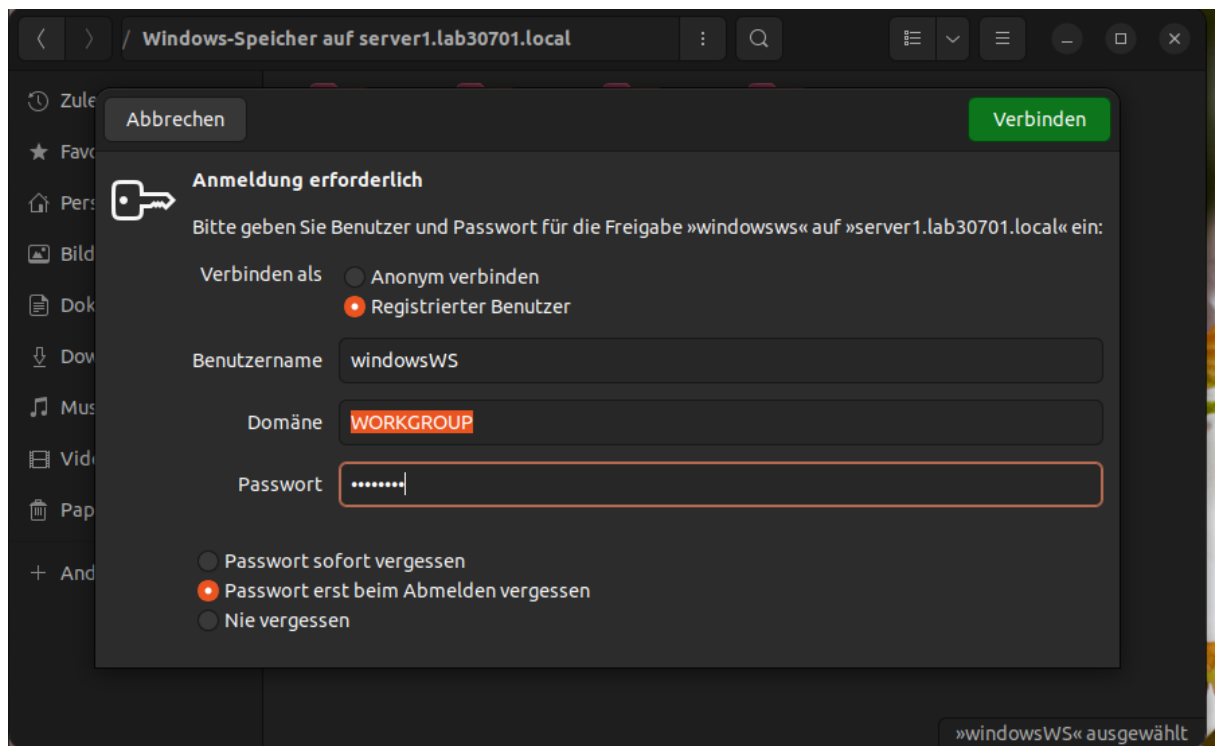 / Windows-Speicher auf server1.lab30701.local
Zule
Favo
Pers
Bild
Dok
Dow
Mus
Vide
Pap
+ And
Abbrechen
Verbinden
Anmeldung erforderlich
Bitte geben Sie Benutzer und Passwort für die Freigabe »windowsws« auf »server1.lab30701.local« ein:
Verbinden als
Anonym verbinden
Registrierter Benutzer
Benutzername windowsWS
Domäne WORKGROUP
Passwort ••••••••
Passwort sofort vergessen
Passwort erst beim Abmelden vergessen
Nie vergessen
»windowsWS« ausgewählt